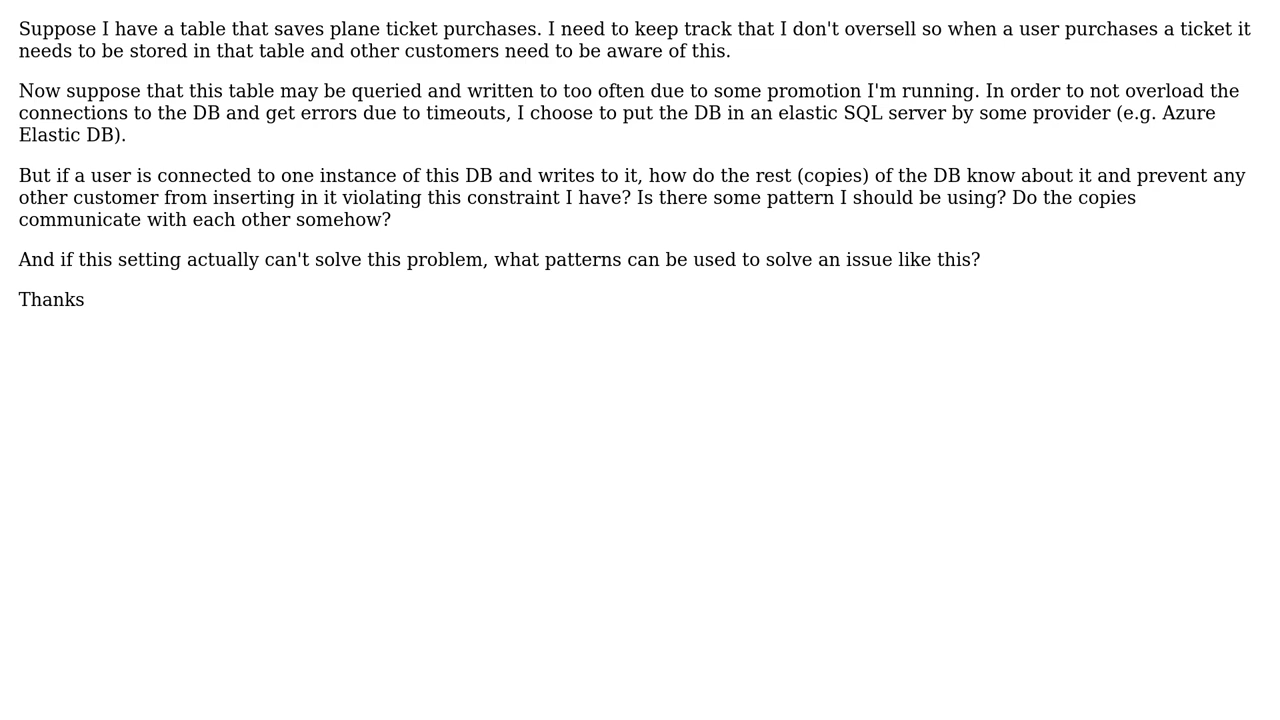 Suppose I have a table that saves plane ticket purchases. I need to keep track that I don't oversell so when a user purchases a ticket it
needs to be stored in that table and other customers need to be aware of this.
Now suppose that this table may be queried and written to too often due to some promotion I'm running. In order to not overload the
connections to the DB and get errors due to timeouts, I choose to put the DB in an elastic SQL server by some provider (e.g. Azure
Elastic DB).
But if a user is connected to one instance of this DB and writes to it, how do the rest (copies) of the DB know about it and prevent any
other customer from inserting in it violating this constraint I have? Is there some pattern I should be using? Do the copies
communicate with each other somehow?
And if this setting actually can't solve this problem, what patterns can be used to solve an issue like this?
Thanks